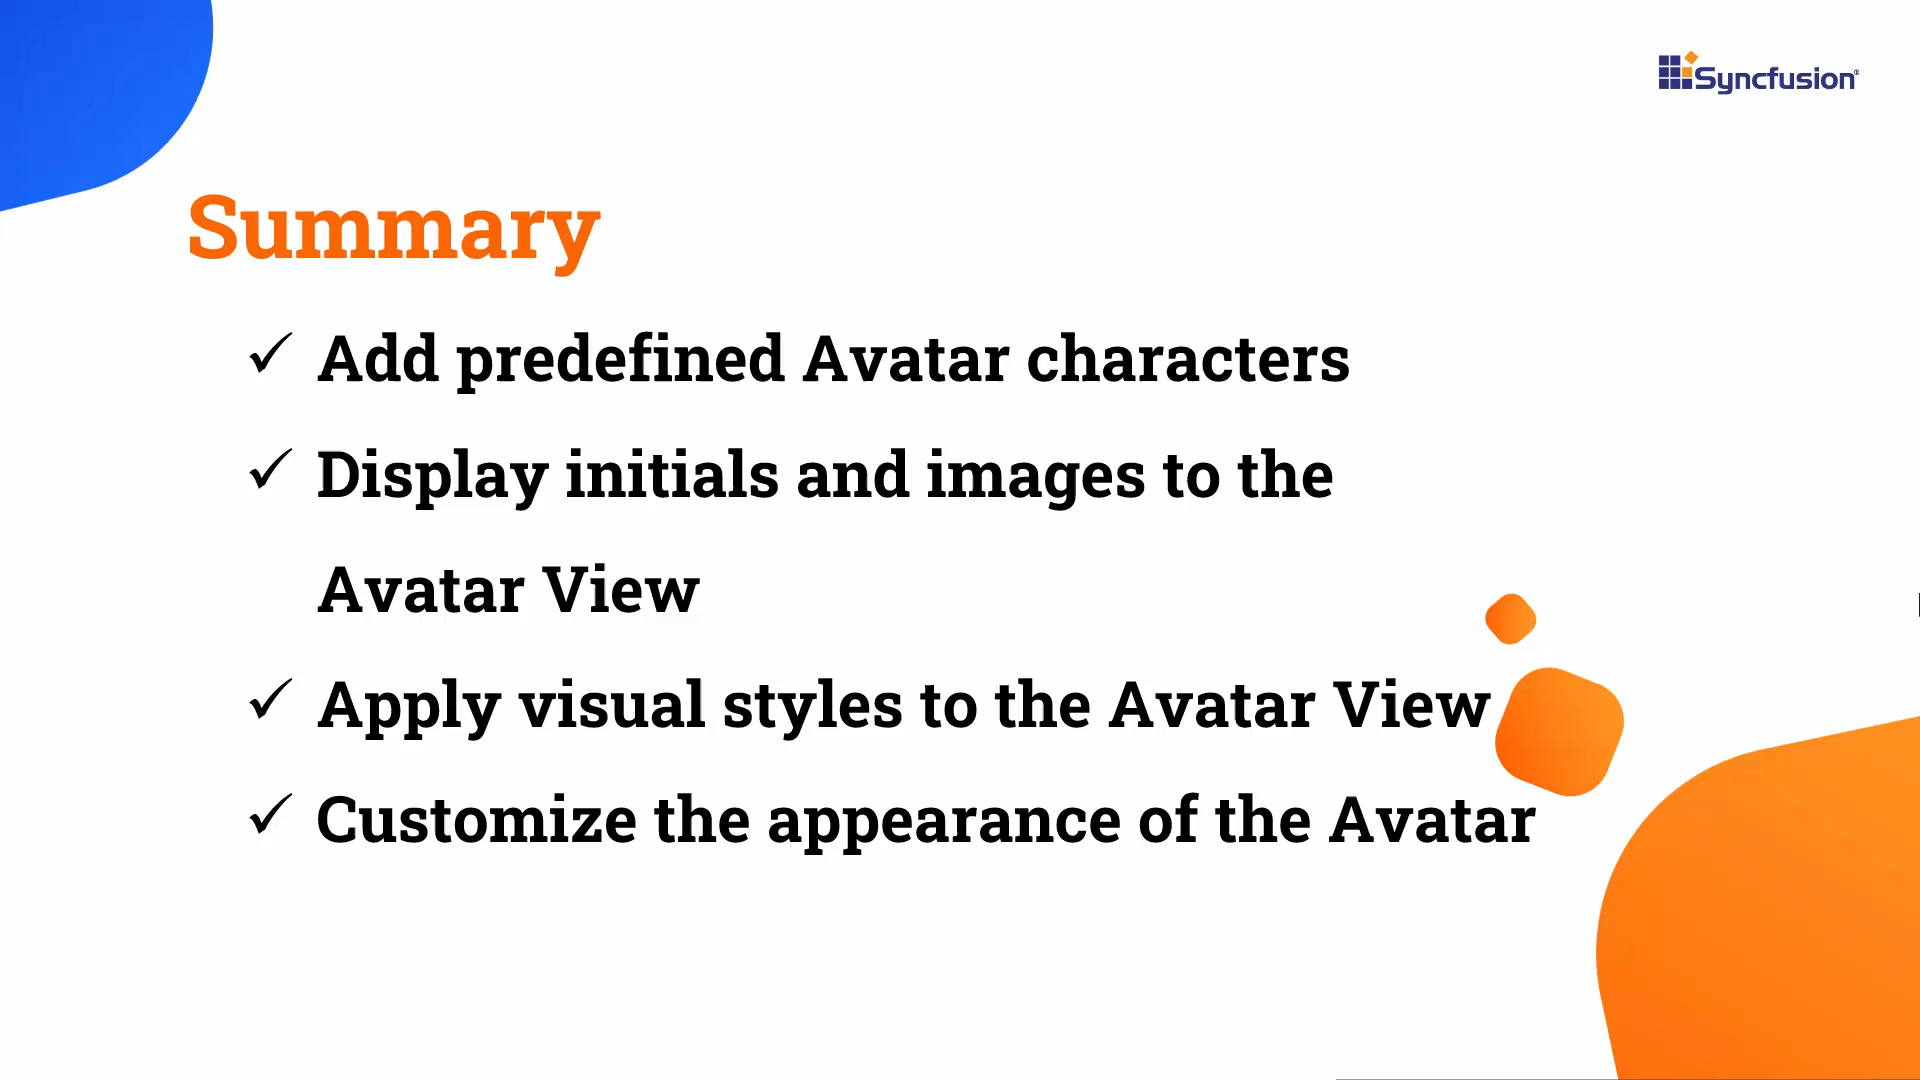 Syncfusion®
Summary
✓ Add predefined Avatar characters
✓ Display initials and images to the
Avatar View
✓ Apply visual styles to the Avatar View
✓ Customize the appearance of the Avatar